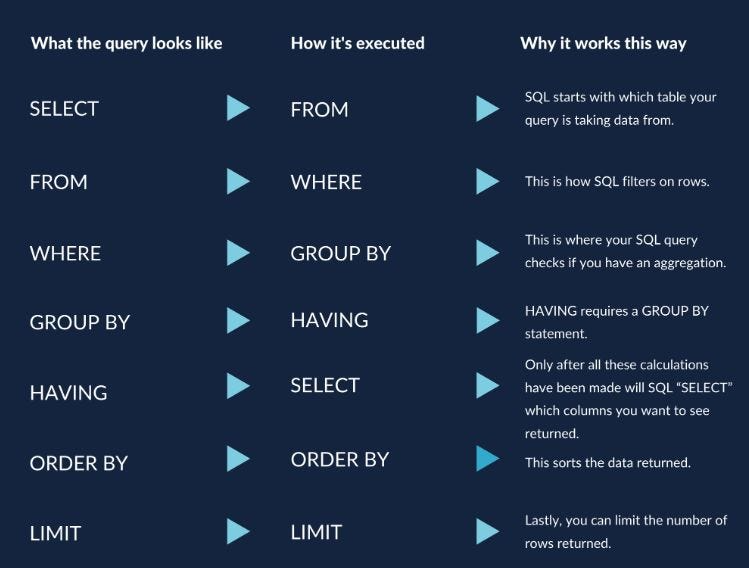 What the query looks like
How it's executed
Why it works this way
SELECT
FROM
SQL starts with which table your
query is taking data from.
FROM
WHERE
This is how SQL filters on rows.
WHERE
GROUP BY
This is where your SQL query
checks if you have an aggregation.
GROUP BY
HAVING
HAVING requires a GROUP BY
statement.
HAVING
SELECT
Only after all these calculations
have been made will SQL “SELECT”
which columns you want to see
returned.
ORDER BY
ORDER BY
This sorts the data returned.
LIMIT
LIMIT
Lastly, you can limit the number of
rows returned.